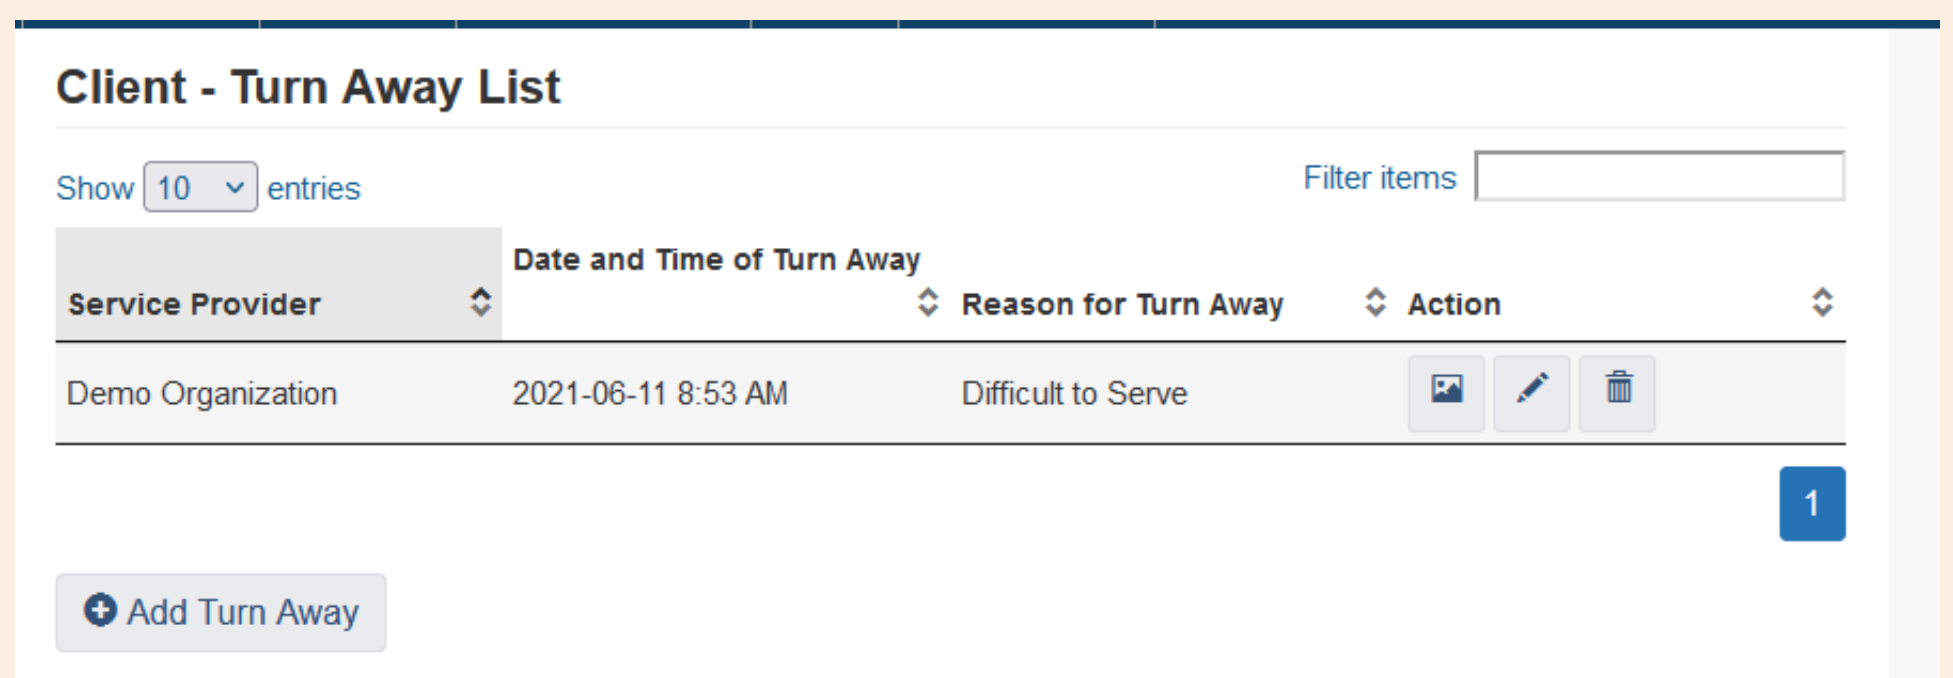 Client - Turn Away List
Show 10 entries
Filter items
Date and Time of Turn Away
Service Provider
Reason for Turn Away
Action
Demo Organization
2021-06-11 8:53 AM
Difficult to Serve
1
Add Turn Away